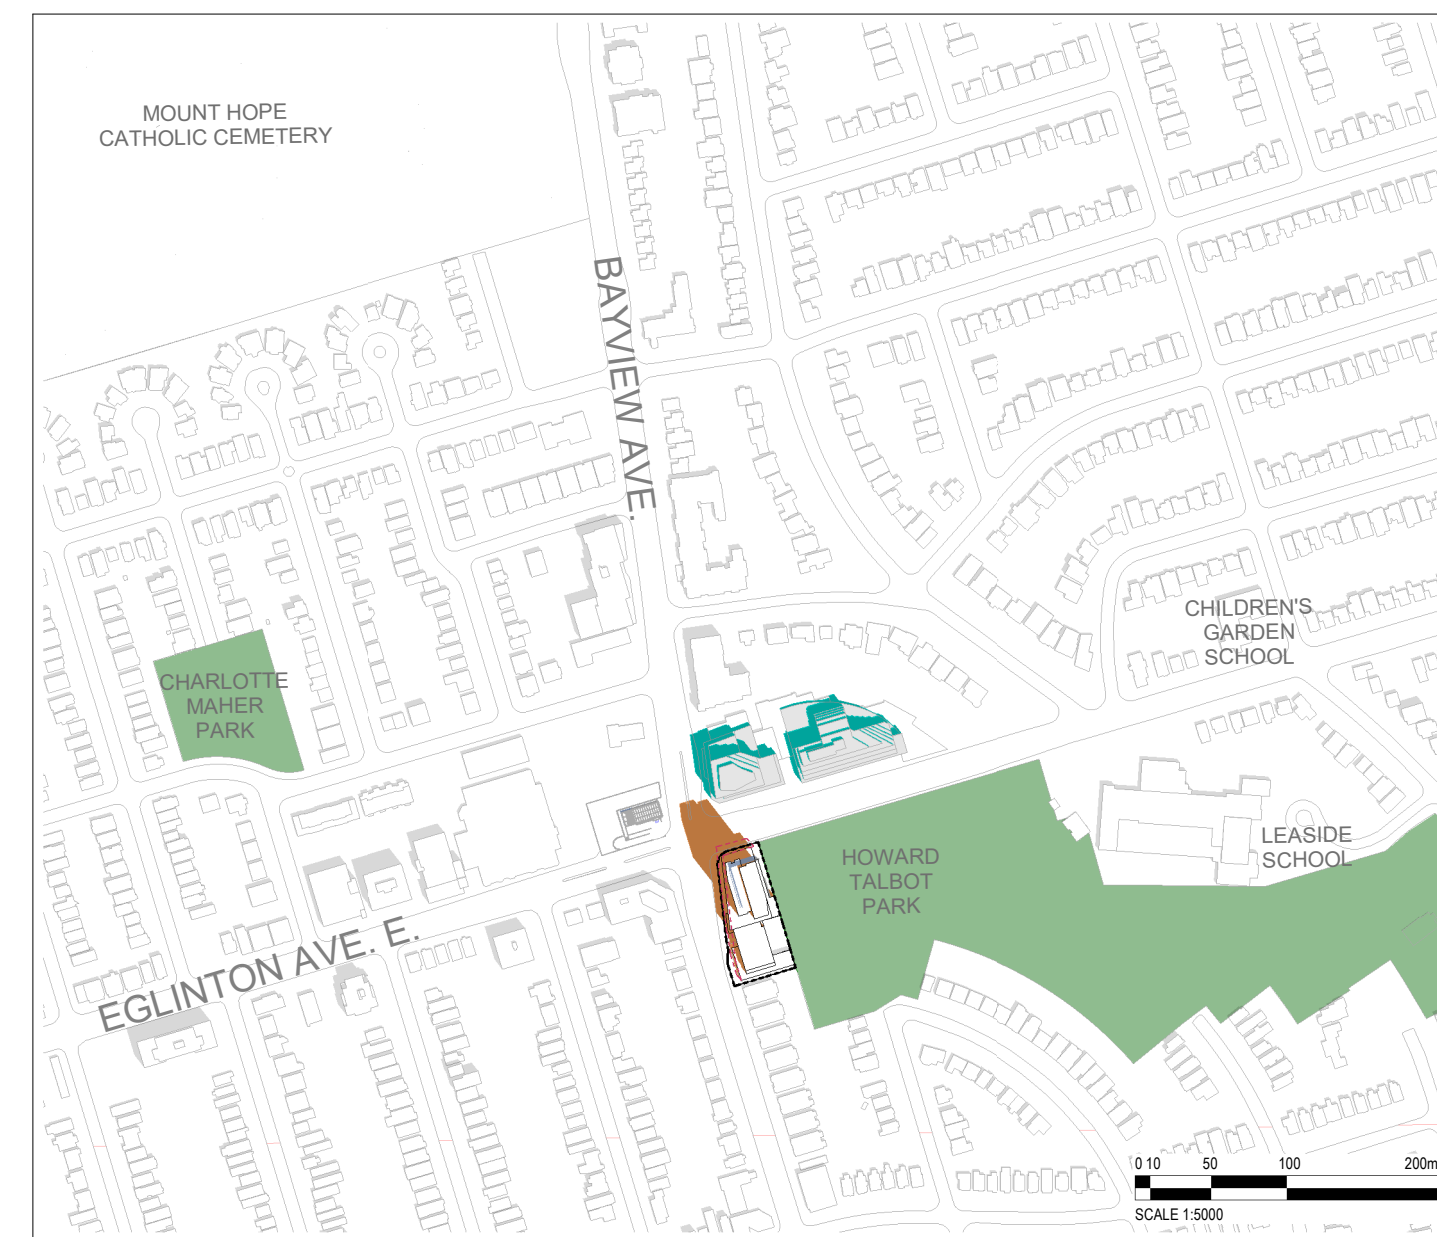 MOUNT HOPE
CATHOLIC CEMETERY
BAYVIEW AVE.
CHILDREN'S
GARDEN
SCHOOL
CHARLOTTE
MAHER
PARK
HOWARD
TALBOT
PARK
LEASIDE
SCHOOL
EGLINTON AVE. E.
0 10 50 100 200m
SCALE 1:5000